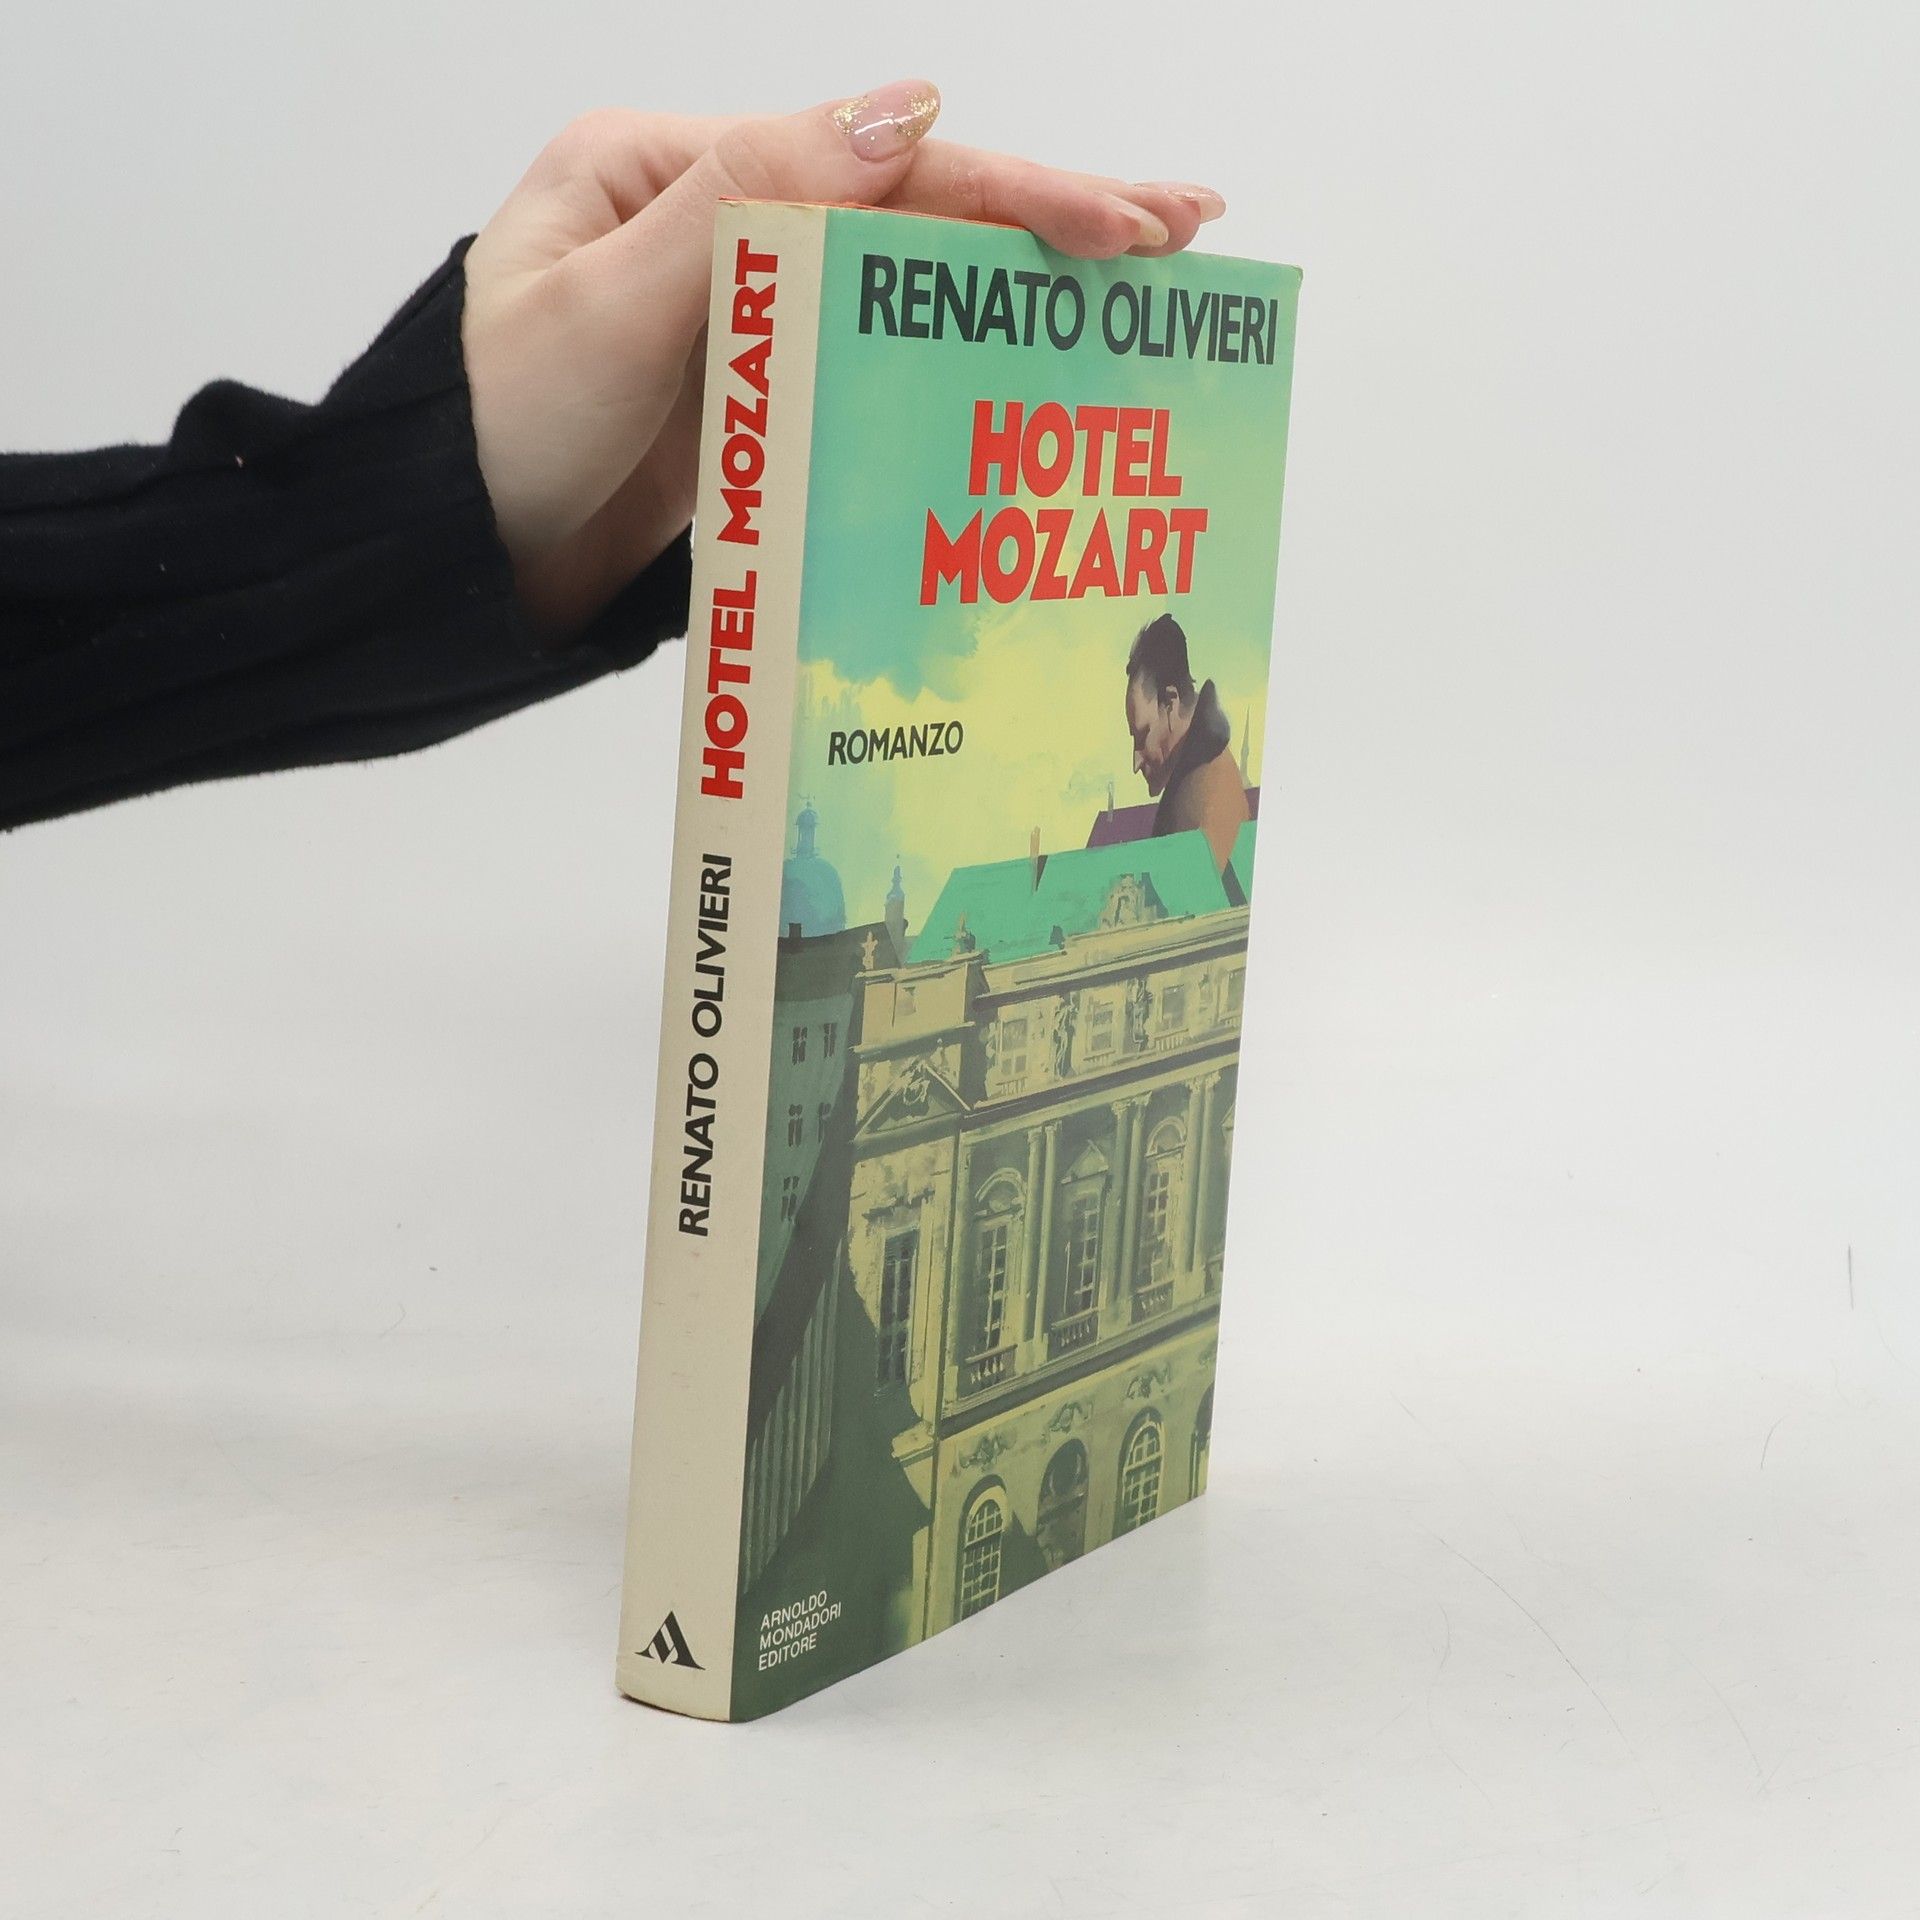 HOTEL MOZART
RENATO OLIVIERI
RENATO OLIVIERI
HOTEL
MOZART
ROMANZO
ARNOLDO
MONDADORI
EDITORE